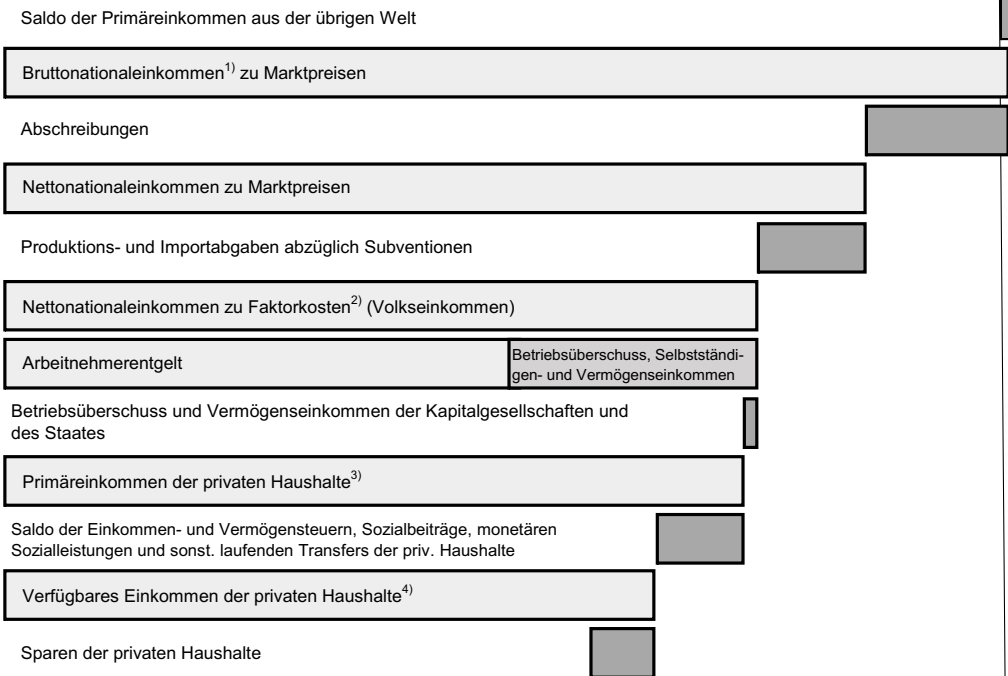 Saldo der Primäreinkommen aus der übrigen Welt
Bruttonationaleinkommen1) zu Marktpreisen
Abschreibungen
Nettonationaleinkommen zu Marktpreisen
Produktions- und Importabgaben abzüglich Subventionen
Nettonationaleinkommen zu Faktorkosten2) (Volkseinkommen)
Arbeitnehmerentgelt
Betriebsüberschuss, Selbstständi-
gen- und Vermögenseinkommen
Betriebsüberschuss und Vermögenseinkommen der Kapitalgesellschaften und
des Staates
Primäreinkommen der privaten Haushalte3)
Saldo der Einkommen- und Vermögensteuern, Sozialbeiträge, monetären
Sozialleistungen und sonst. laufenden Transfers der priv. Haushalte
Verfügbares Einkommen der privaten Haushalte4)
Sparen der privaten Haushalte